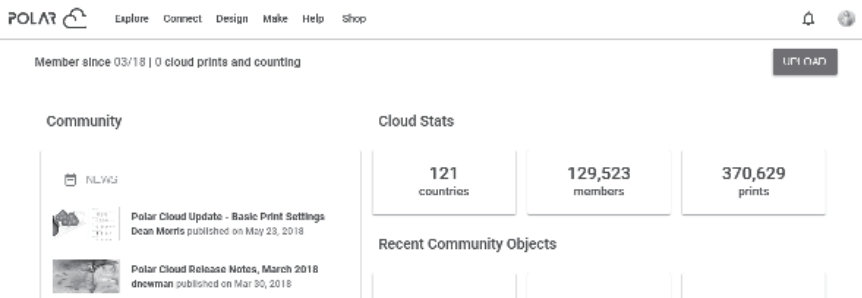 POLAR
Explore Connect Design Make Help Shop
Member since 03/18 | 0 cloud prints and counting
UPLOAD
Community
NEWS
Polar Cloud Update - Basic Print Settings
Dean Morris published on May 23, 2018
Polar Cloud Release Notes, March 2018
dnewman published on Mar 30, 2018
Cloud Stats
121
countries
129,523
members
370,629
prints
Recent Community Objects